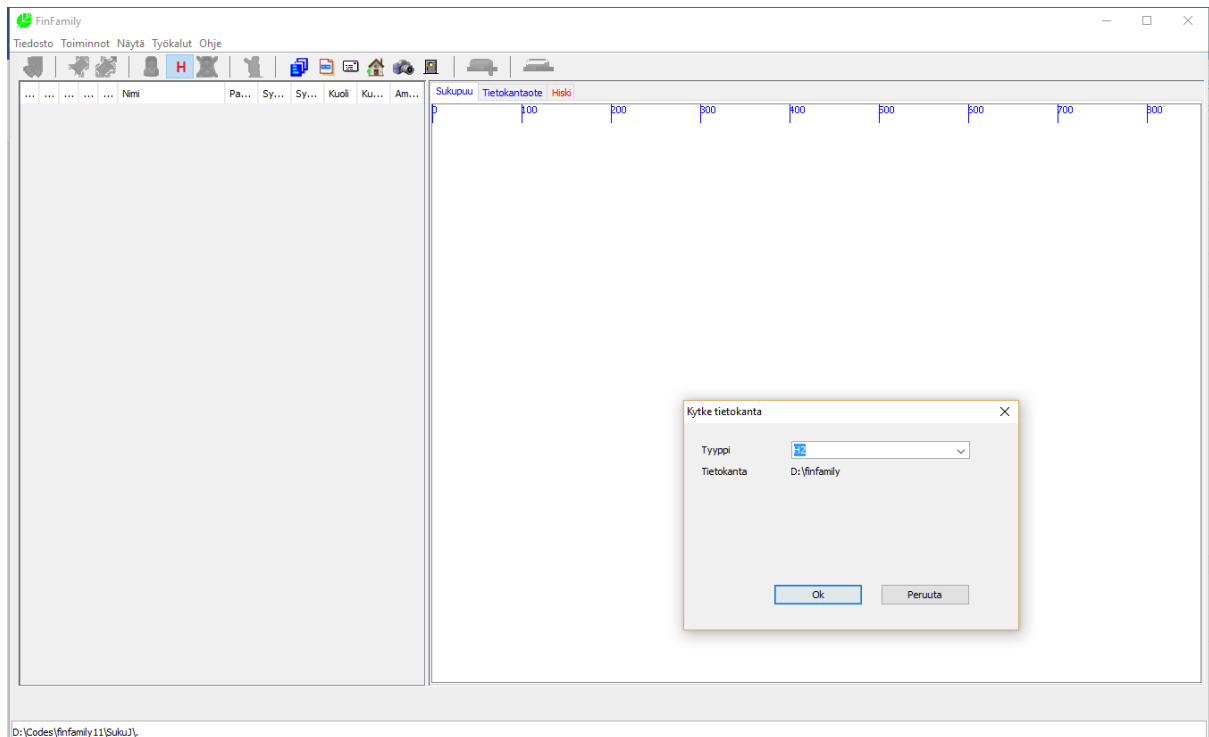 FinFamily
Tiedosto Toiminnot Näytä Työkalut Ohje
H
... ... ... ... ... Nimi Pa... Sy... Sy... Kuoli Ku... Am...
Sukupuu Tietokantaote Hiski
0 100 200 300 400 500 600 700 800
Kytke tietokanta
Tyyppi H2
Tietokanta D:\finfamily
Ok Peruuta
D:\Codes\finfamily11\SukuJ\.